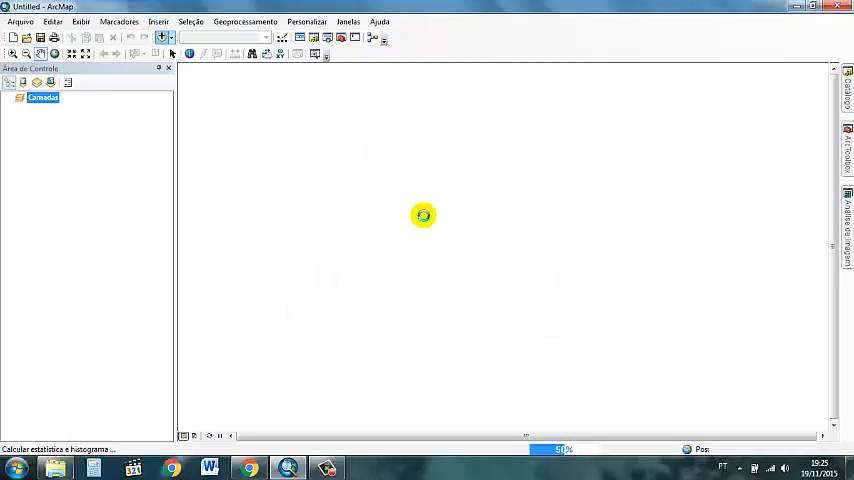 Untitled - ArcMap
Arquivo Editar Exibir Marcadores Inserir Seleção Geoprocessamento Personalizar Janelas Ajuda
Área de Controle
Camadas
Catálogo
ArcToolbox
Análise de Imagem
Calcular estatística e histograma ...
50%
Pos:
321
PT
19:25
19/11/2015